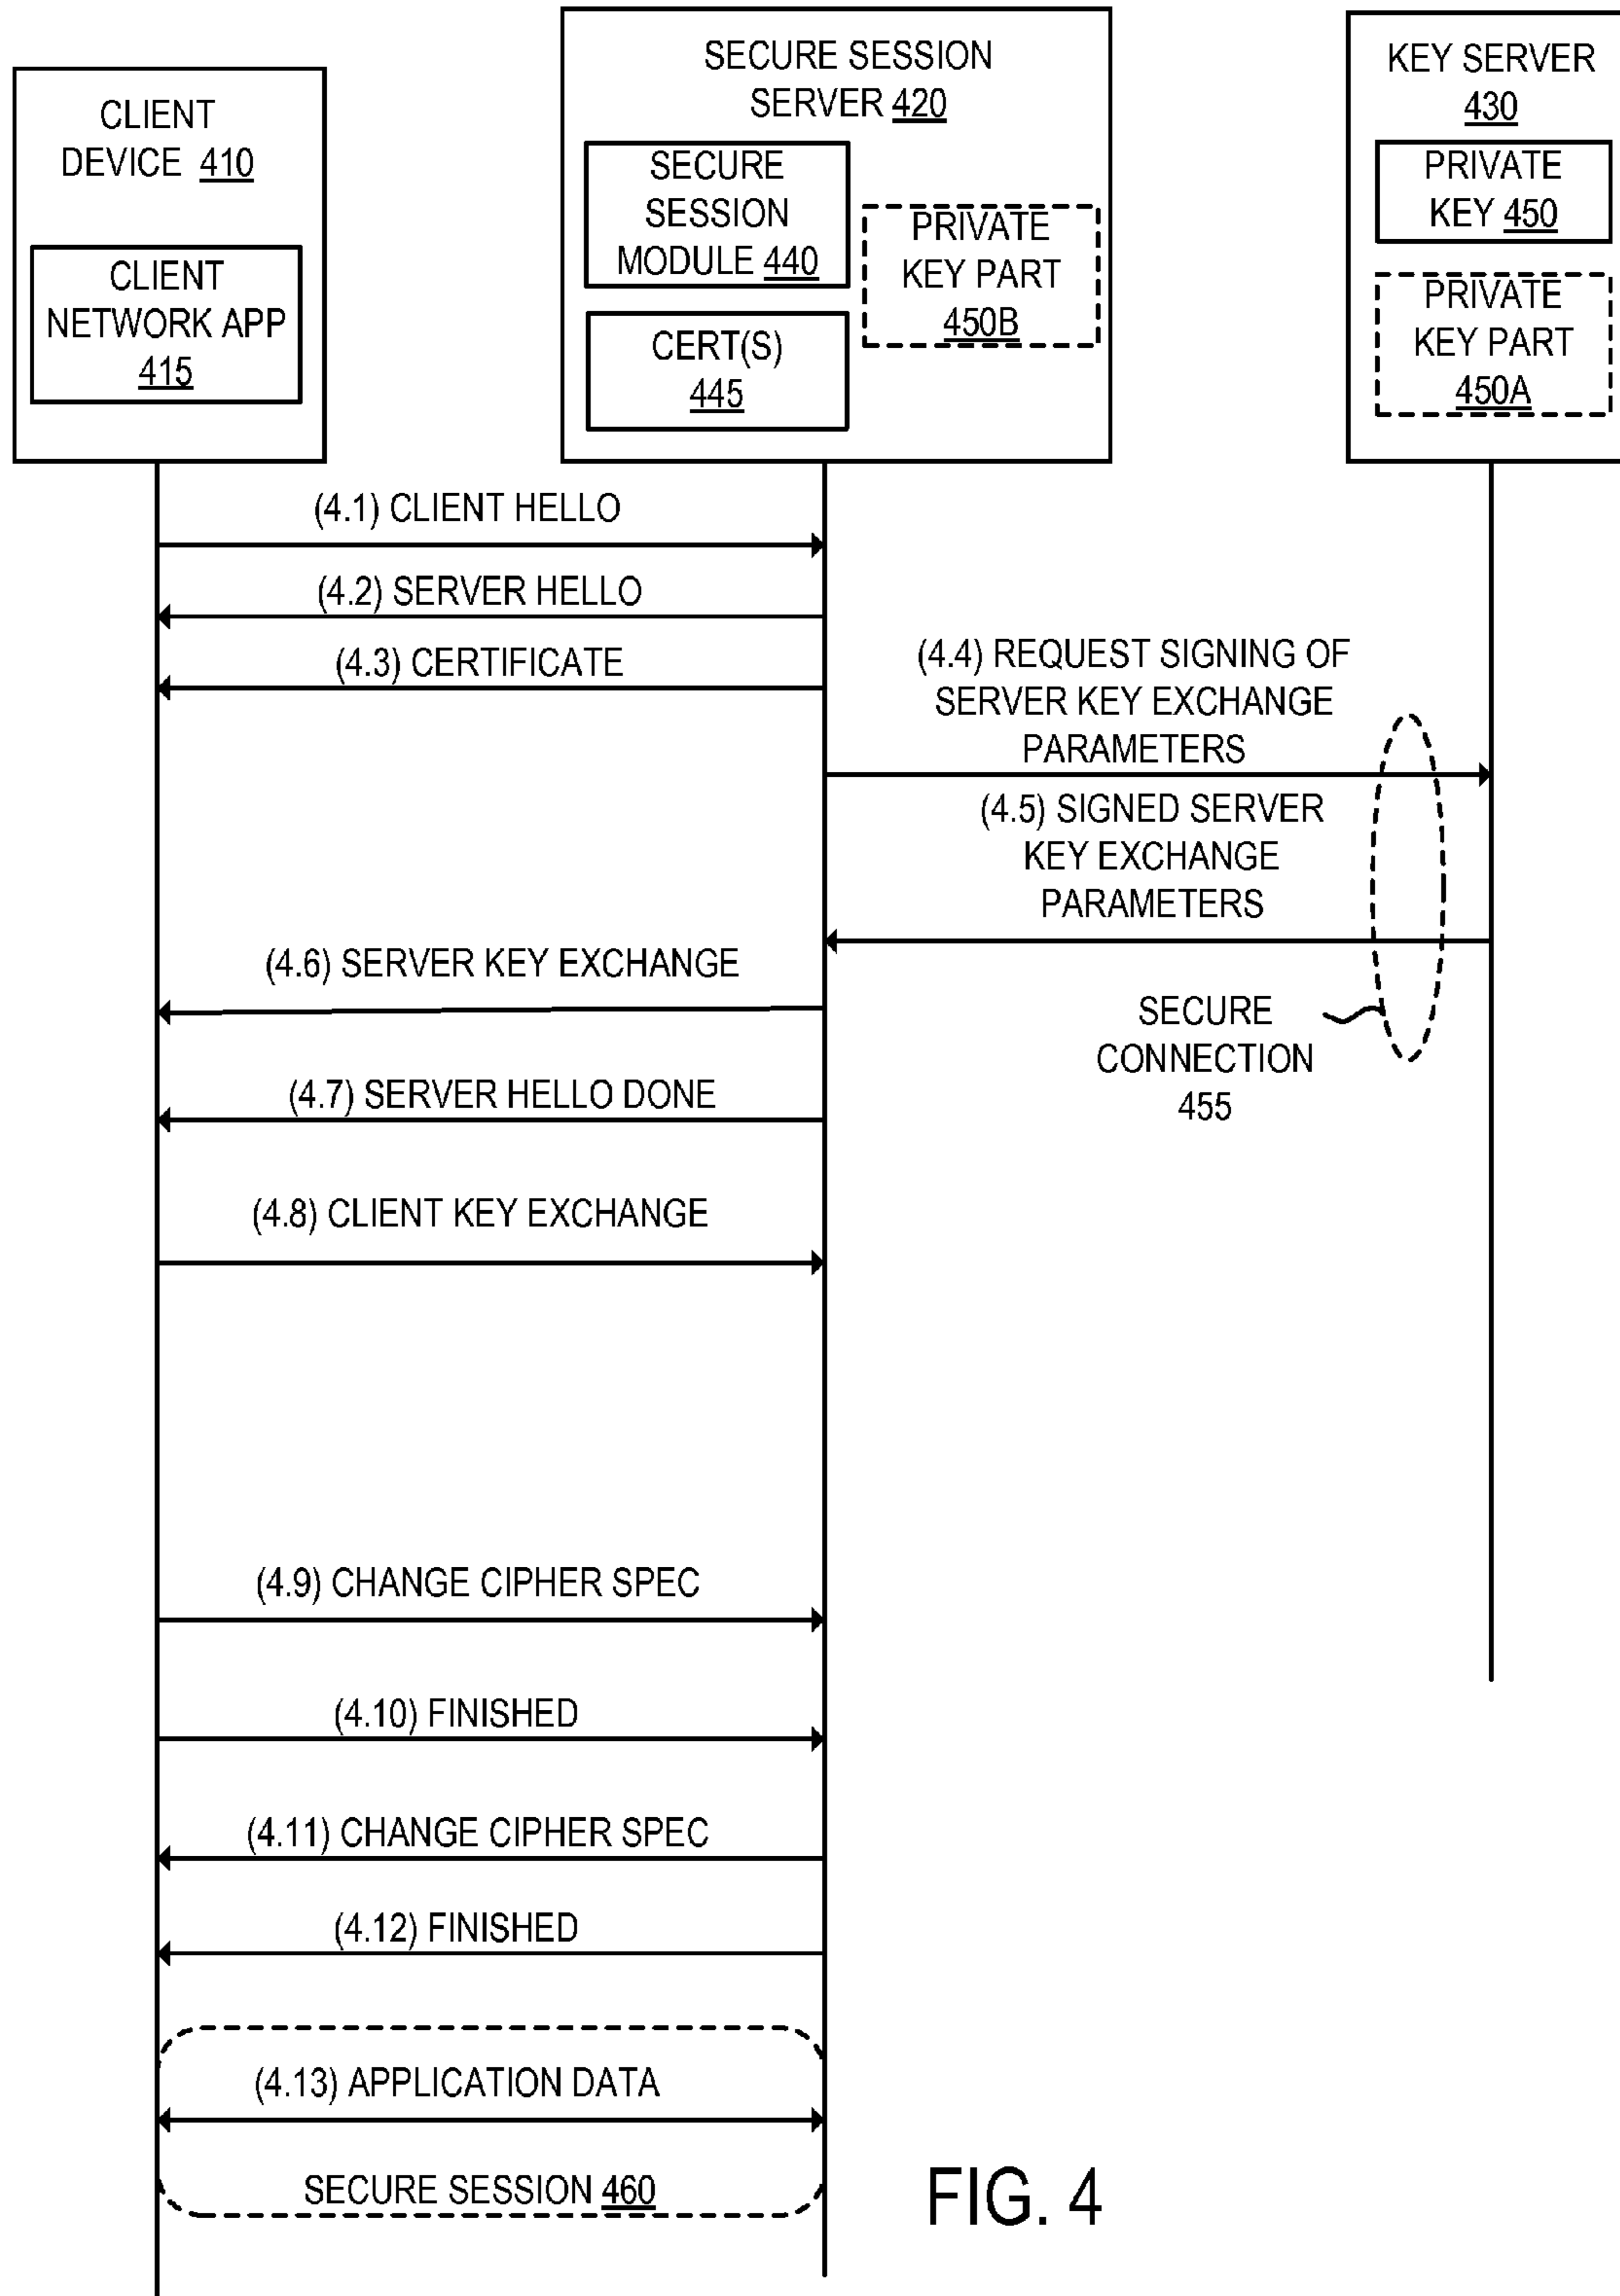 CLIENT
DEVICE 410
CLIENT
NETWORK APP
415
SECURE SESSION
SERVER 420
SECURE
SESSION
MODULE 440
CERT(S)
445
PRIVATE
KEY PART
450B
KEY SERVER
430
PRIVATE
KEY 450
PRIVATE
KEY PART
450A
(4.1) CLIENT HELLO
(4.2) SERVER HELLO
(4.3) CERTIFICATE
(4.4) REQUEST SIGNING OF
SERVER KEY EXCHANGE
PARAMETERS
(4.5) SIGNED SERVER
KEY EXCHANGE
PARAMETERS
(4.6) SERVER KEY EXCHANGE
SECURE
CONNECTION
455
(4.7) SERVER HELLO DONE
(4.8) CLIENT KEY EXCHANGE
(4.9) CHANGE CIPHER SPEC
(4.10) FINISHED
(4.11) CHANGE CIPHER SPEC
(4.12) FINISHED
(4.13) APPLICATION DATA
SECURE SESSION 460
FIG. 4